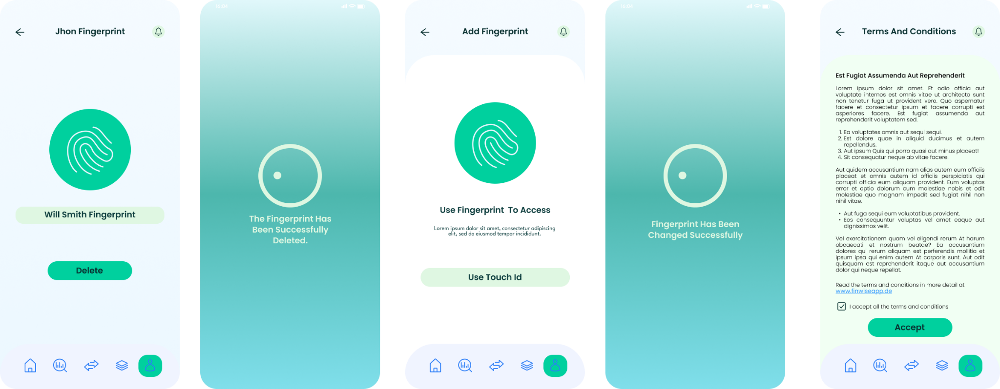 Jhon Fingerprint
Will Smith Fingerprint
Delete
16:04
The Fingerprint Has
Been Successfully
Deleted.
Add Fingerprint
Use Fingerprint  To Access
Lorem ipsum dolor sit amet, consectetur adipiscing
elit, sed do eiusmod tempor incididunt.
Use Touch Id
16:04
Fingerprint Has Been
Changed Successfully
Terms And Conditions
Est Fugiat Assumenda Aut Reprehenderit
Lorem ipsum dolor sit amet. Et odio officia aut
voluptate internos est omnis vitae ut architecto sunt
non tenetur fuga ut provident vero. Quo aspernatur
facere et consectetur ipsum et facere corrupti est
asperiores facere. Est fugiat assumenda aut
reprehenderit voluptatem sed.
1. Ea voluptates omnis aut sequi sequi.
2. Est dolore quae in aliquid ducimus et autem
repellendus.
3. Aut ipsum Quis qui porro quasi aut minus placeat!
4. Sit consequatur neque ab vitae facere.
Aut quidem accusantium nam alias autem eum officiis
placeat et omnis autem id officiis perspiciatis qui
corrupti officia eum aliquam provident. Eum voluptas
error et optio dolorum cum molestiae nobis et odit
molestiae quo magnam impedit sed fugiat nihil non
nihil vitae.
• Aut fuga sequi eum voluptatibus provident.
• Eos consequuntur voluptas vel amet eaque aut
dignissimos velit.
Vel exercitationem quam vel eligendi rerum At harum
obcaecati et nostrum beatae? Ea accusantium
dolores qui rerum aliquam est perferendis mollitia et
ipsum ipsa qui enim autem At corporis sunt. Aut odit
quisquam est reprehenderit itaque aut accusantium
dolor qui neque repellat.
Read the terms and conditions in more detail at
www.finwiseapp.de
I accept all the terms and conditions
Accept